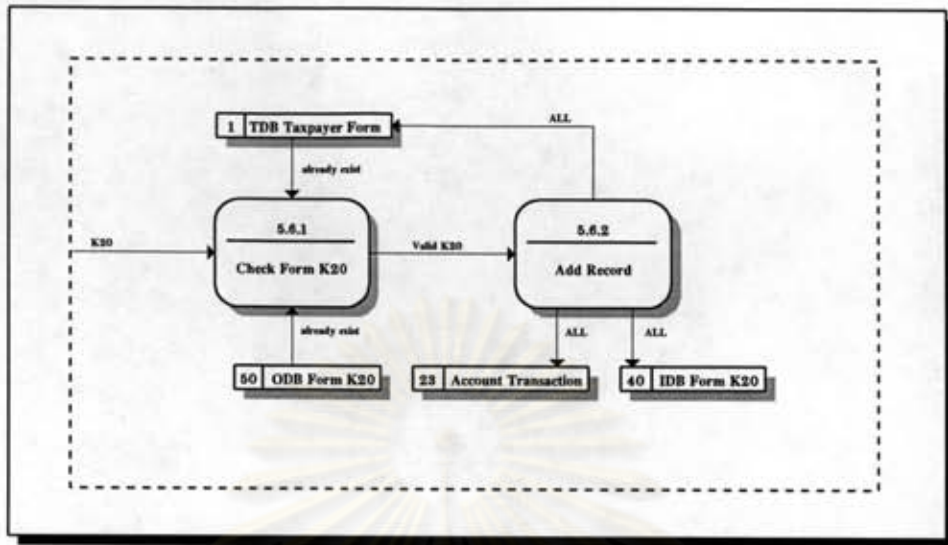 1 TDB Taxpayer Form
ALL
already exist
5.6.1
5.6.2
K20
Valid K20
Check Form K20
Add Record
already exist
ALL
ALL
50 ODB Form K20
23 Account Transaction
40 IDB Form K20